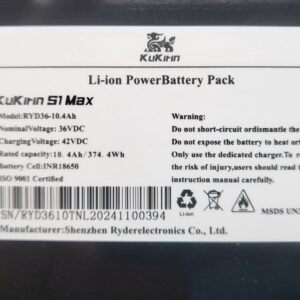 KuKirin
Li-ion PowerBattery Pack
KuKirin S1 Max
Model:RYD36-10.4Ah
NominalVoltage: 36VDC
ChargingVoltage: 42VDC
Rated capacity: 10.4Ah/374.4Wh
Battery Cell:INR18650
ISO 9001 Certified
Warning:
Do not short-circuit ordismantle the
Do not expose the battery to heat or
Only use the dedicated charger.To
the risk of injury,users should read
instruction manual carefully.
Li-ion
MSDS UN3
SN/RYD3610TNL20241100394
Manufacturer:Shenzhen Ryderelectronics Co., Ltd.